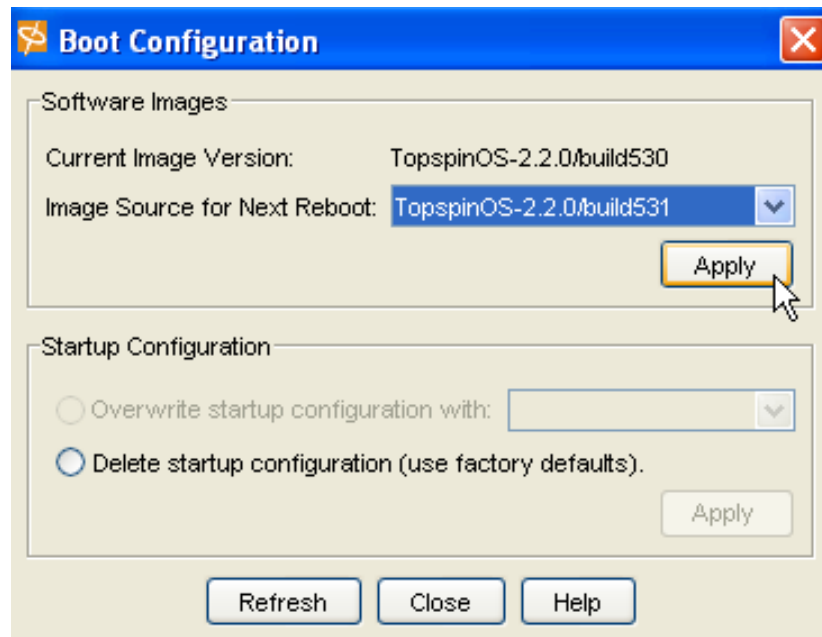 Boot Configuration
Software Images
Current Image Version: TopspinOS-2.2.0/build530
Image Source for Next Reboot: TopspinOS-2.2.0/build531
Apply
Startup Configuration
Overwrite startup configuration with:
Delete startup configuration (use factory defaults).
Apply
Refresh Close Help